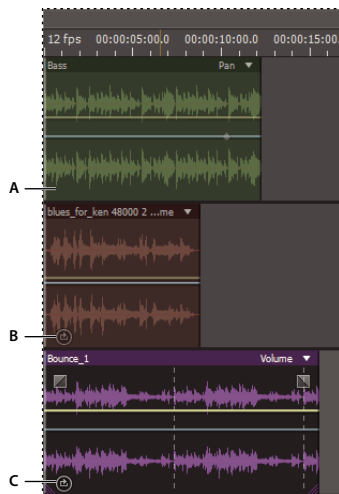 12 fps 00:00:05:00.0 00:00:10:00.0 00:00:15:00.
Bass Pan
A
blues_for_ken 48000 2 ...me
B
Bounce_1 Volume
C